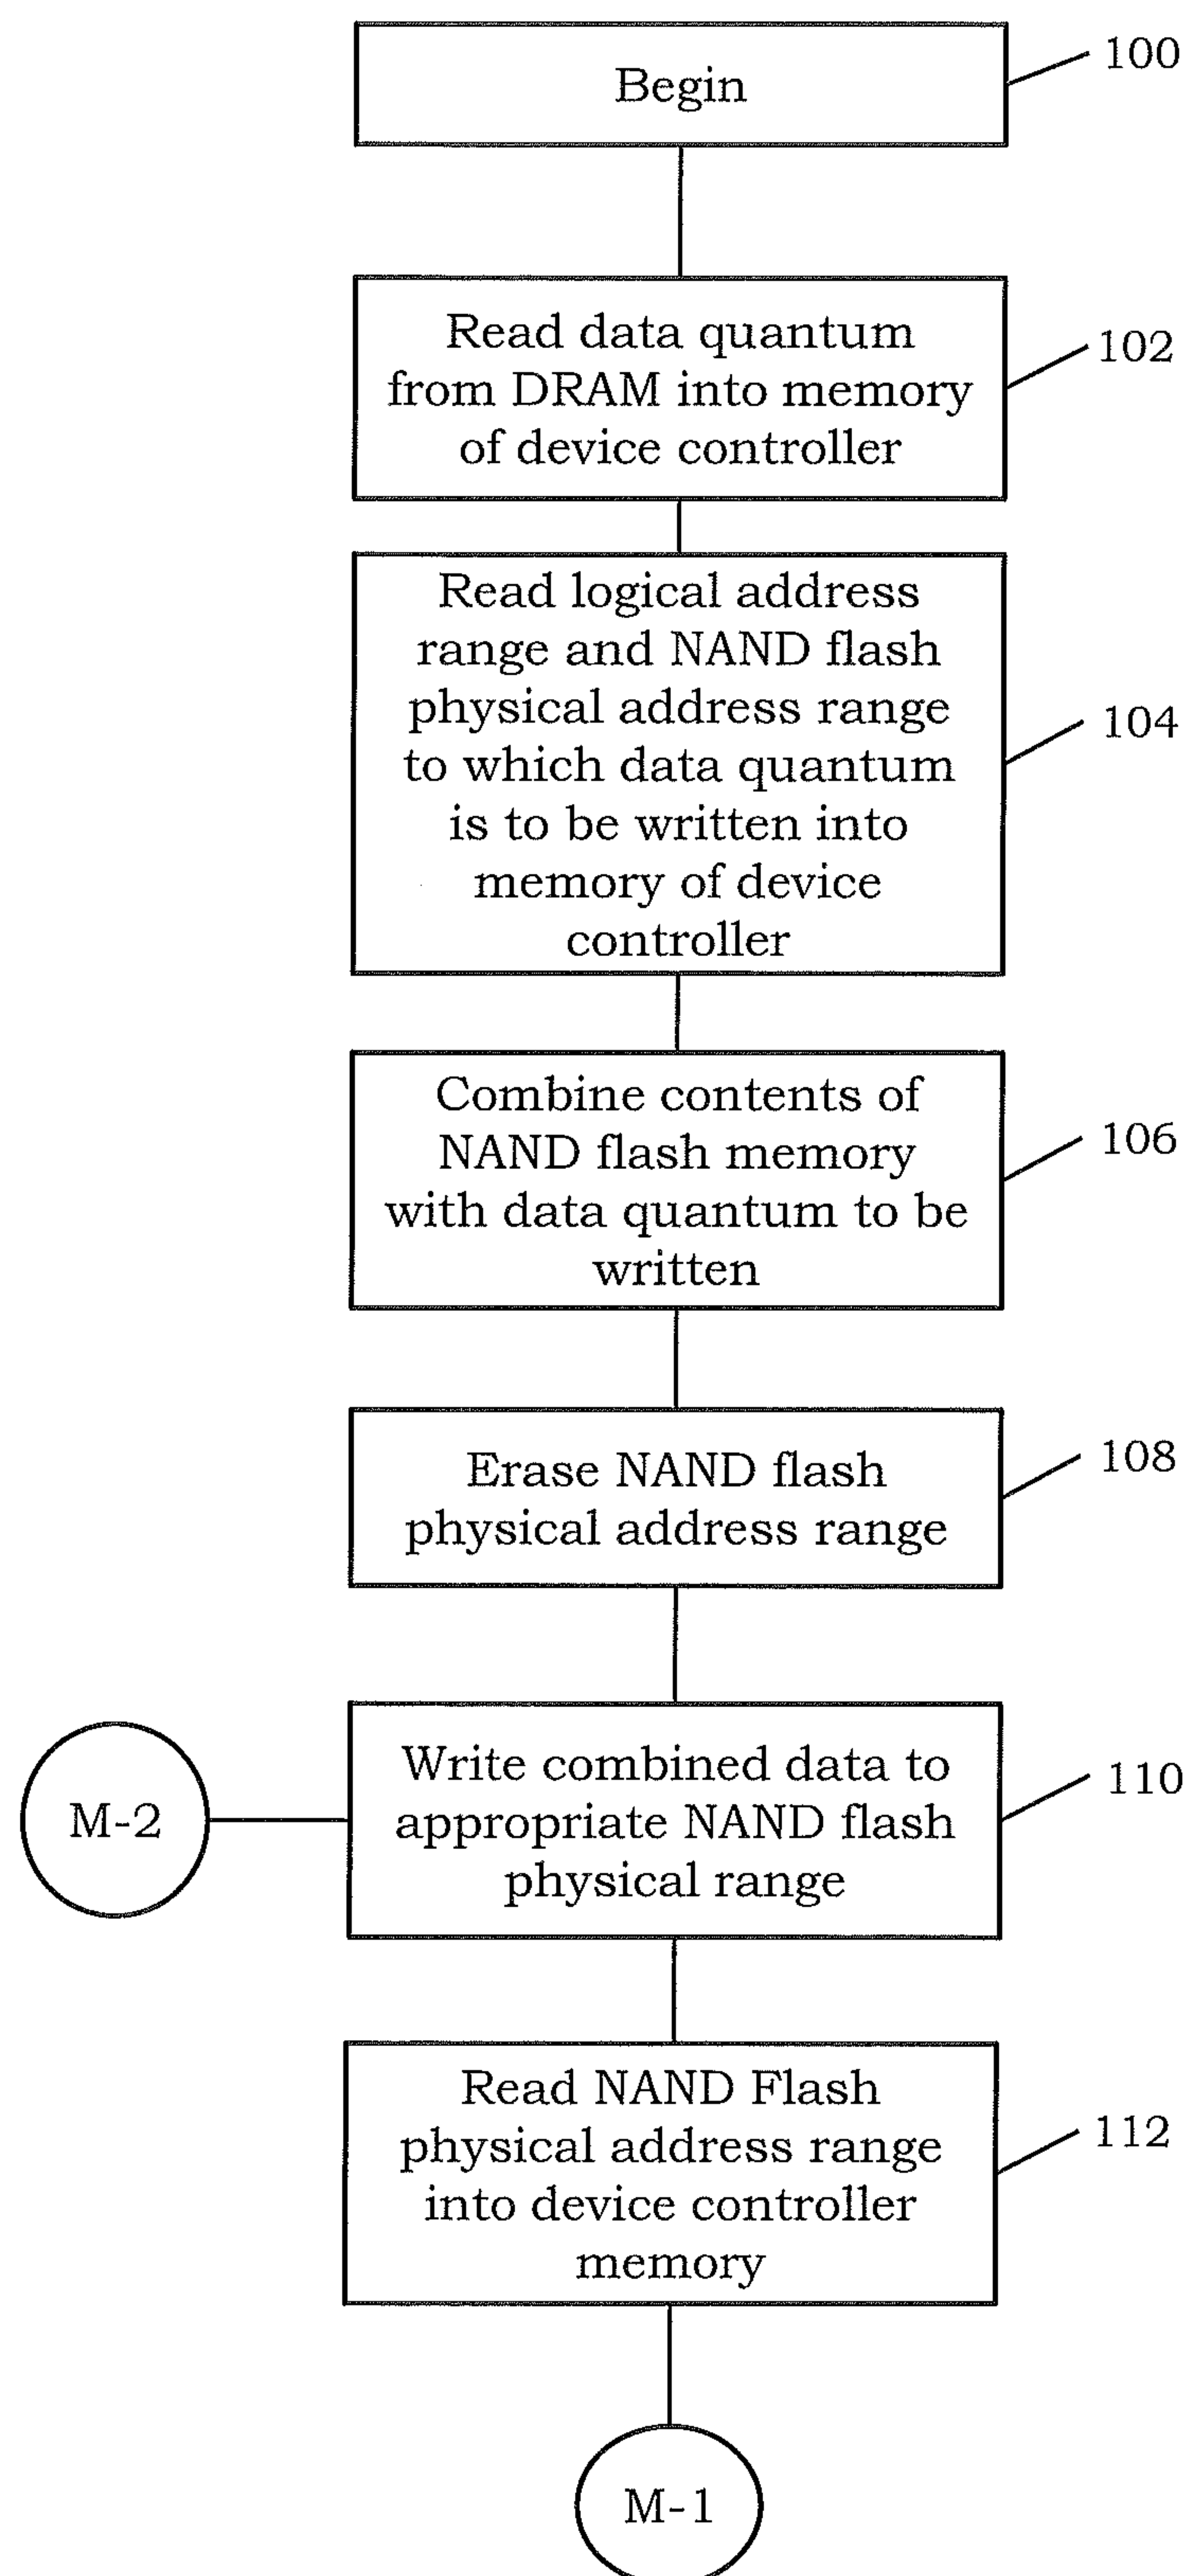 Begin
100
Read data quantum
from DRAM into memory
of device controller
102
Read logical address
range and NAND flash
physical address range
to which data quantum
is to be written into
memory of device
controller
104
Combine contents of
NAND flash memory
with data quantum to be
written
106
Erase NAND flash
physical address range
108
M-2
Write combined data to
appropriate NAND flash
physical range
110
Read NAND Flash
physical address range
into device controller
memory
112
M-1